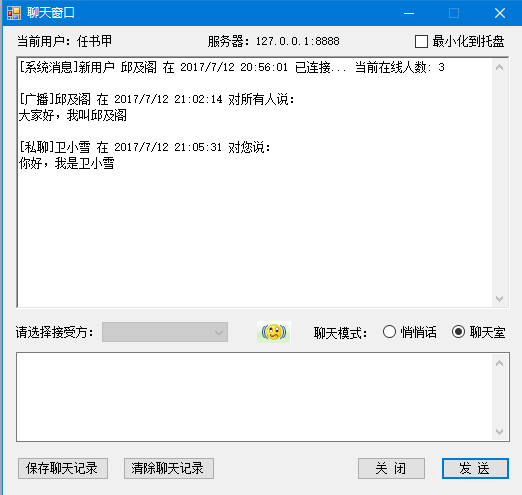 聊天窗口
当前用户：任书甲 服务器：127.0.0.1:8888 最小化到托盘
[系统消息]新用户 邱及阁 在 2017/7/12 20:56:01 已连接... 当前在线人数: 3
[广播]邱及阁 在 2017/7/12 21:02:14 对所有人说:
大家好，我叫邱及阁
[私聊]卫小雪 在 2017/7/12 21:05:31 对您说:
你好，我是卫小雪
请选择接受方: 聊天模式: 悄悄话 聊天室
保存聊天记录 清除聊天记录 关 闭 发 送